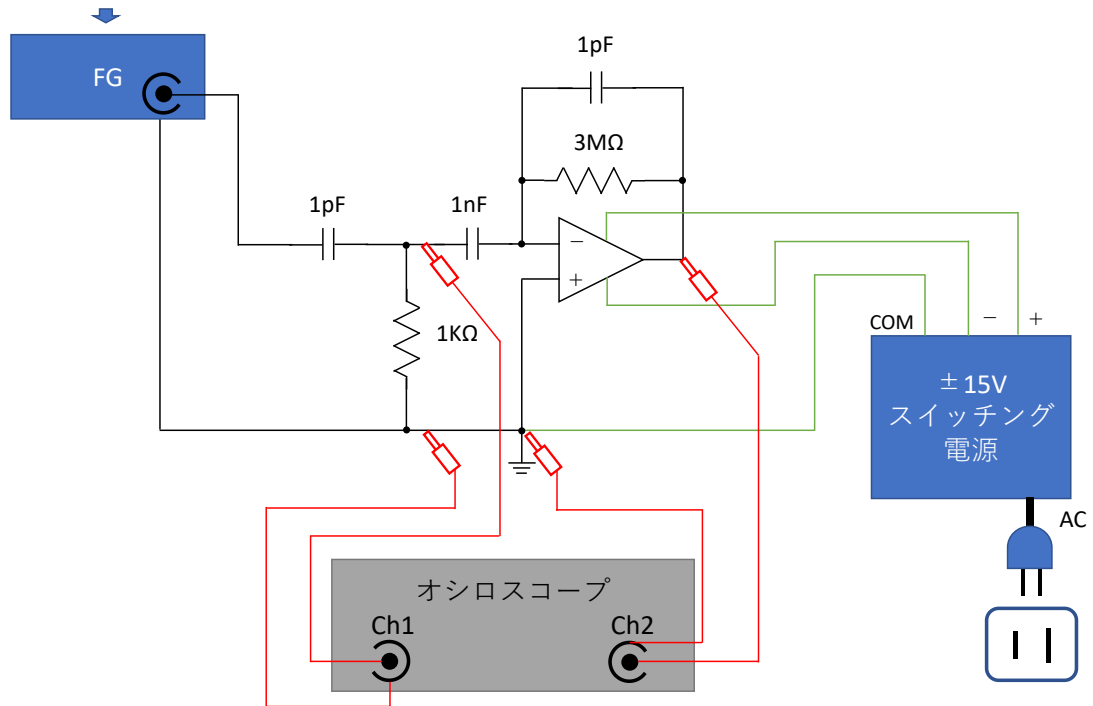 FG
1pF
3MΩ
1pF
1nF
−
+
1KΩ
COM
−
+
±15V
スイッチング
電源
AC
オシロスコープ
Ch1
Ch2